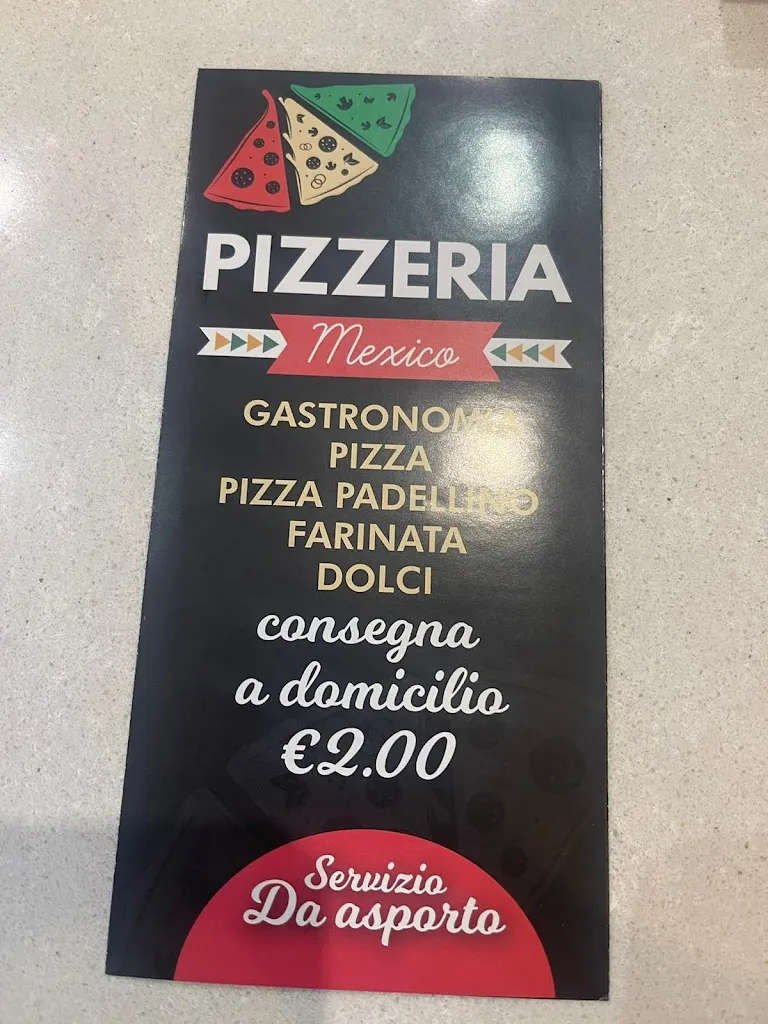 PIZZERIA
Mexico
GASTRONOMIA
PIZZA
PIZZA PADELLINO
FARINATA
DOLCI
consegna
a domicilio
€2.00
Servizio
Da asporto